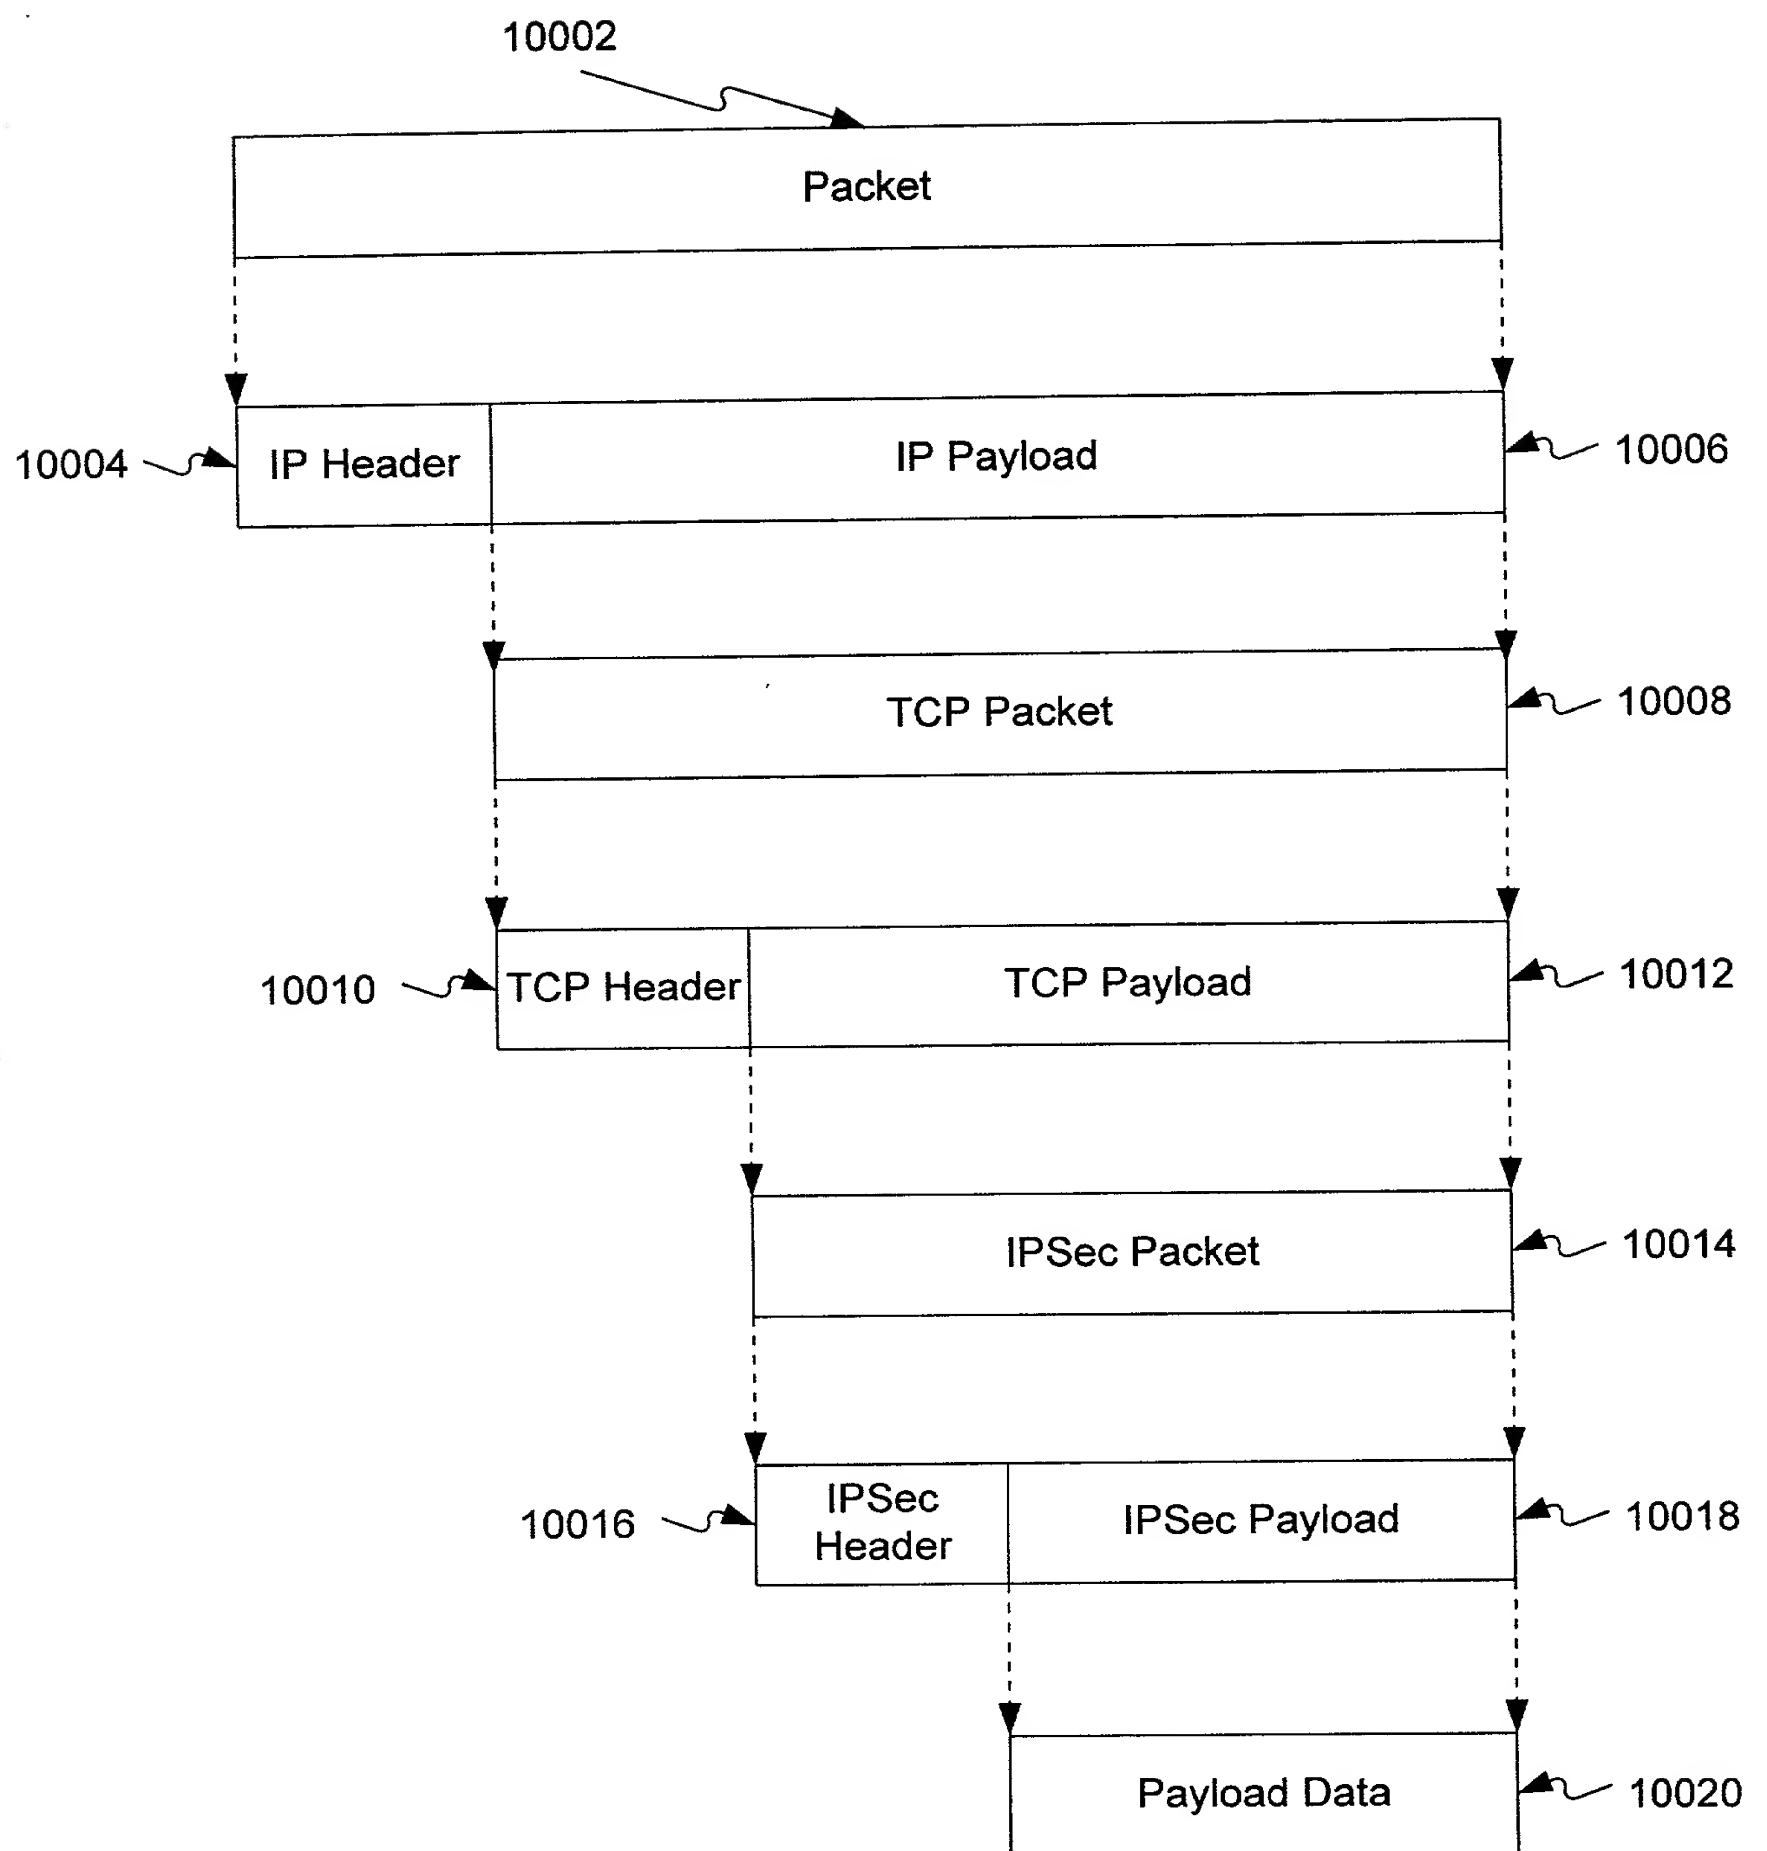 10002
Packet
10004
IP Header
IP Payload
10006
TCP Packet
10008
10010
TCP Header
TCP Payload
10012
IPSec Packet
10014
10016
IPSec
Header
IPSec Payload
10018
Payload Data
10020